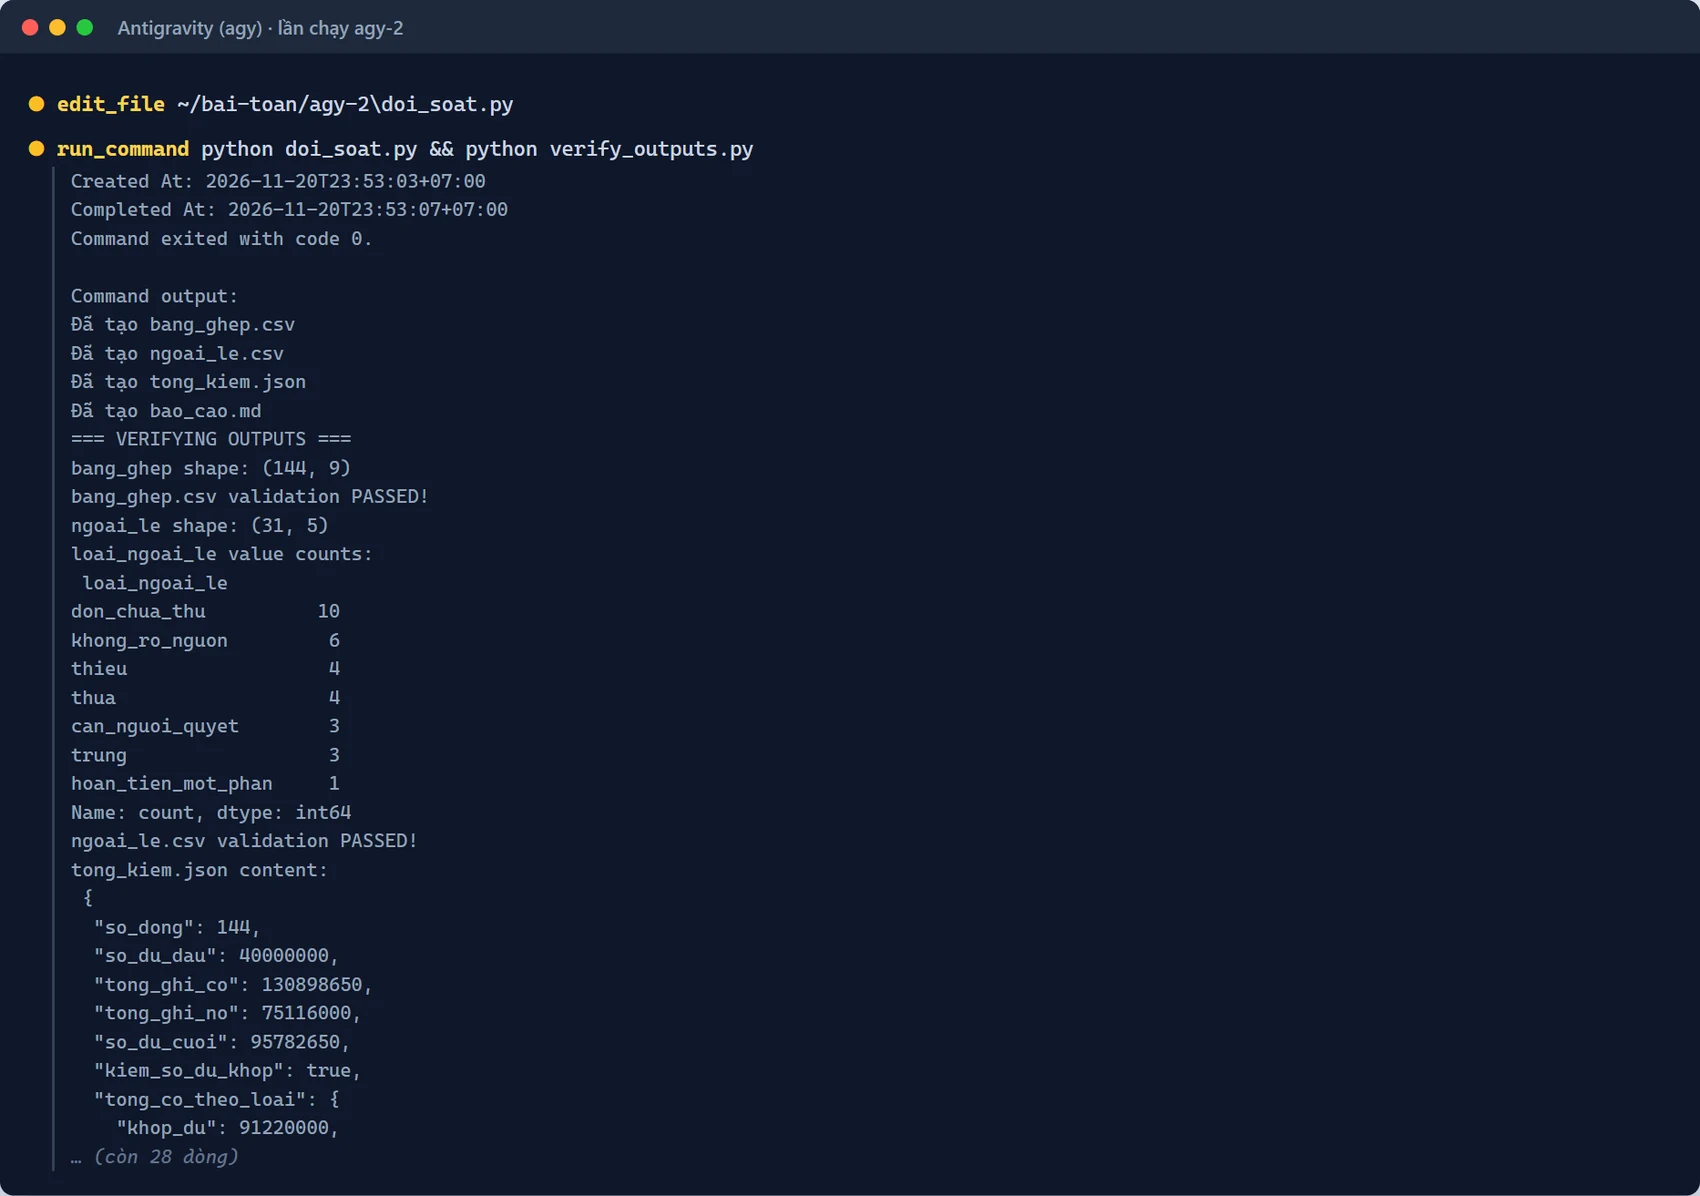 Antigravity (agy) · lần chạy agy-2
● edit_file ~/bai-toan/agy-2\doi_soat.py
● run_command python doi_soat.py && python verify_outputs.py
Created At: 2026-11-20T23:53:03+07:00
Completed At: 2026-11-20T23:53:07+07:00
Command exited with code 0.
Command output:
Đã tạo bang_ghep.csv
Đã tạo ngoai_le.csv
Đã tạo tong_kiem.json
Đã tạo bao_cao.md
=== VERIFYING OUTPUTS ===
bang_ghep shape: (144, 9)
bang_ghep.csv validation PASSED!
ngoai_le shape: (31, 5)
loai_ngoai_le value counts:
loai_ngoai_le
don_chua_thu 10
khong_ro_nguon 6
thieu 4
thua 4
can_nguoi_quyet 3
trung 3
hoan_tien_mot_phan 1
Name: count, dtype: int64
ngoai_le.csv validation PASSED!
tong_kiem.json content:
{
"so_dong": 144,
"so_du_dau": 40000000,
"tong_ghi_co": 130898650,
"tong_ghi_no": 75116000,
"so_du_cuoi": 95782650,
"kiem_so_du_khop": true,
"tong_co_theo_loai": {
"khop_du": 91220000,
… (còn 28 dòng)